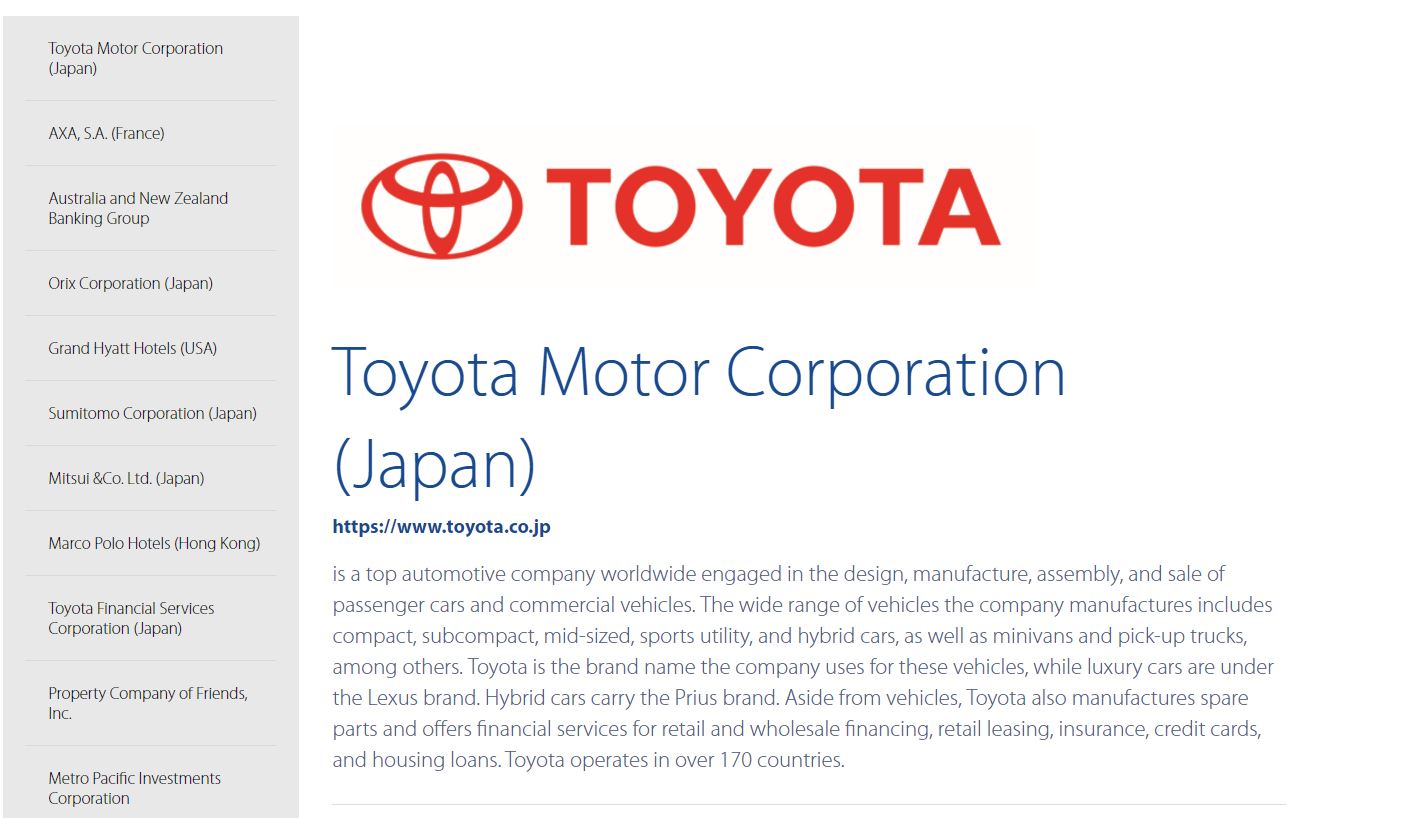 Toyota Motor Corporation
(Japan)
AXA, S.A. (France)
Australia and New Zealand
Banking Group
Orix Corporation (Japan)
Grand Hyatt Hotels (USA)
Sumitomo Corporation (Japan)
Mitsui &Co. Ltd. (Japan)
Marco Polo Hotels (Hong Kong)
Toyota Financial Services
Corporation (Japan)
Property Company of Friends,
Inc.
Metro Pacific Investments
Corporation
TOYOTA
Toyota Motor Corporation
(Japan)
https://www.toyota.co.jp
is a top automotive company worldwide engaged in the design, manufacture, assembly, and sale of
passenger cars and commercial vehicles. The wide range of vehicles the company manufactures includes
compact, subcompact, mid-sized, sports utility, and hybrid cars, as well as minivans and pick-up trucks,
among others. Toyota is the brand name the company uses for these vehicles, while luxury cars are under
the Lexus brand. Hybrid cars carry the Prius brand. Aside from vehicles, Toyota also manufactures spare
parts and offers financial services for retail and wholesale financing, retail leasing, insurance, credit cards,
and housing loans. Toyota operates in over 170 countries.